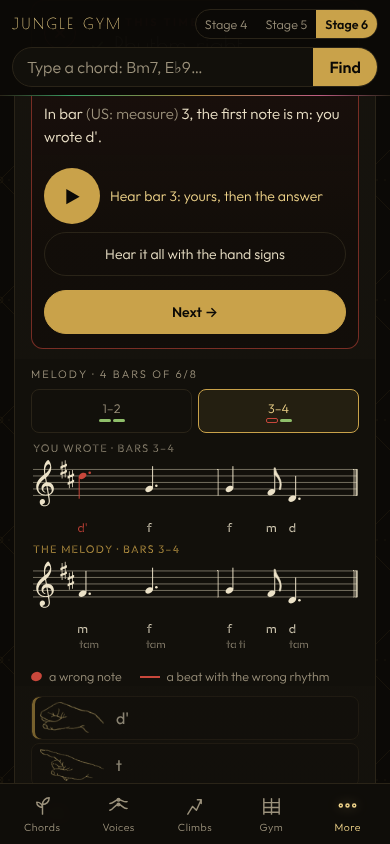 JUNGLE GYM
Stage 4 Stage 5 Stage 6
Type a chord: Bm7, E♭9... Find
In bar (US: measure) 3, the first note is m: you
wrote d'.
Hear bar 3: yours, then the answer
Hear it all with the hand signs
Next →
MELODY · 4 BARS OF 6/8
1–2 3–4
YOU WROTE · BARS 3–4
d' f f m d
THE MELODY · BARS 3–4
m f f m d
tam tam ta ti tam
a wrong note a beat with the wrong rhythm
d'
t
Chords Voices Climbs Gym More